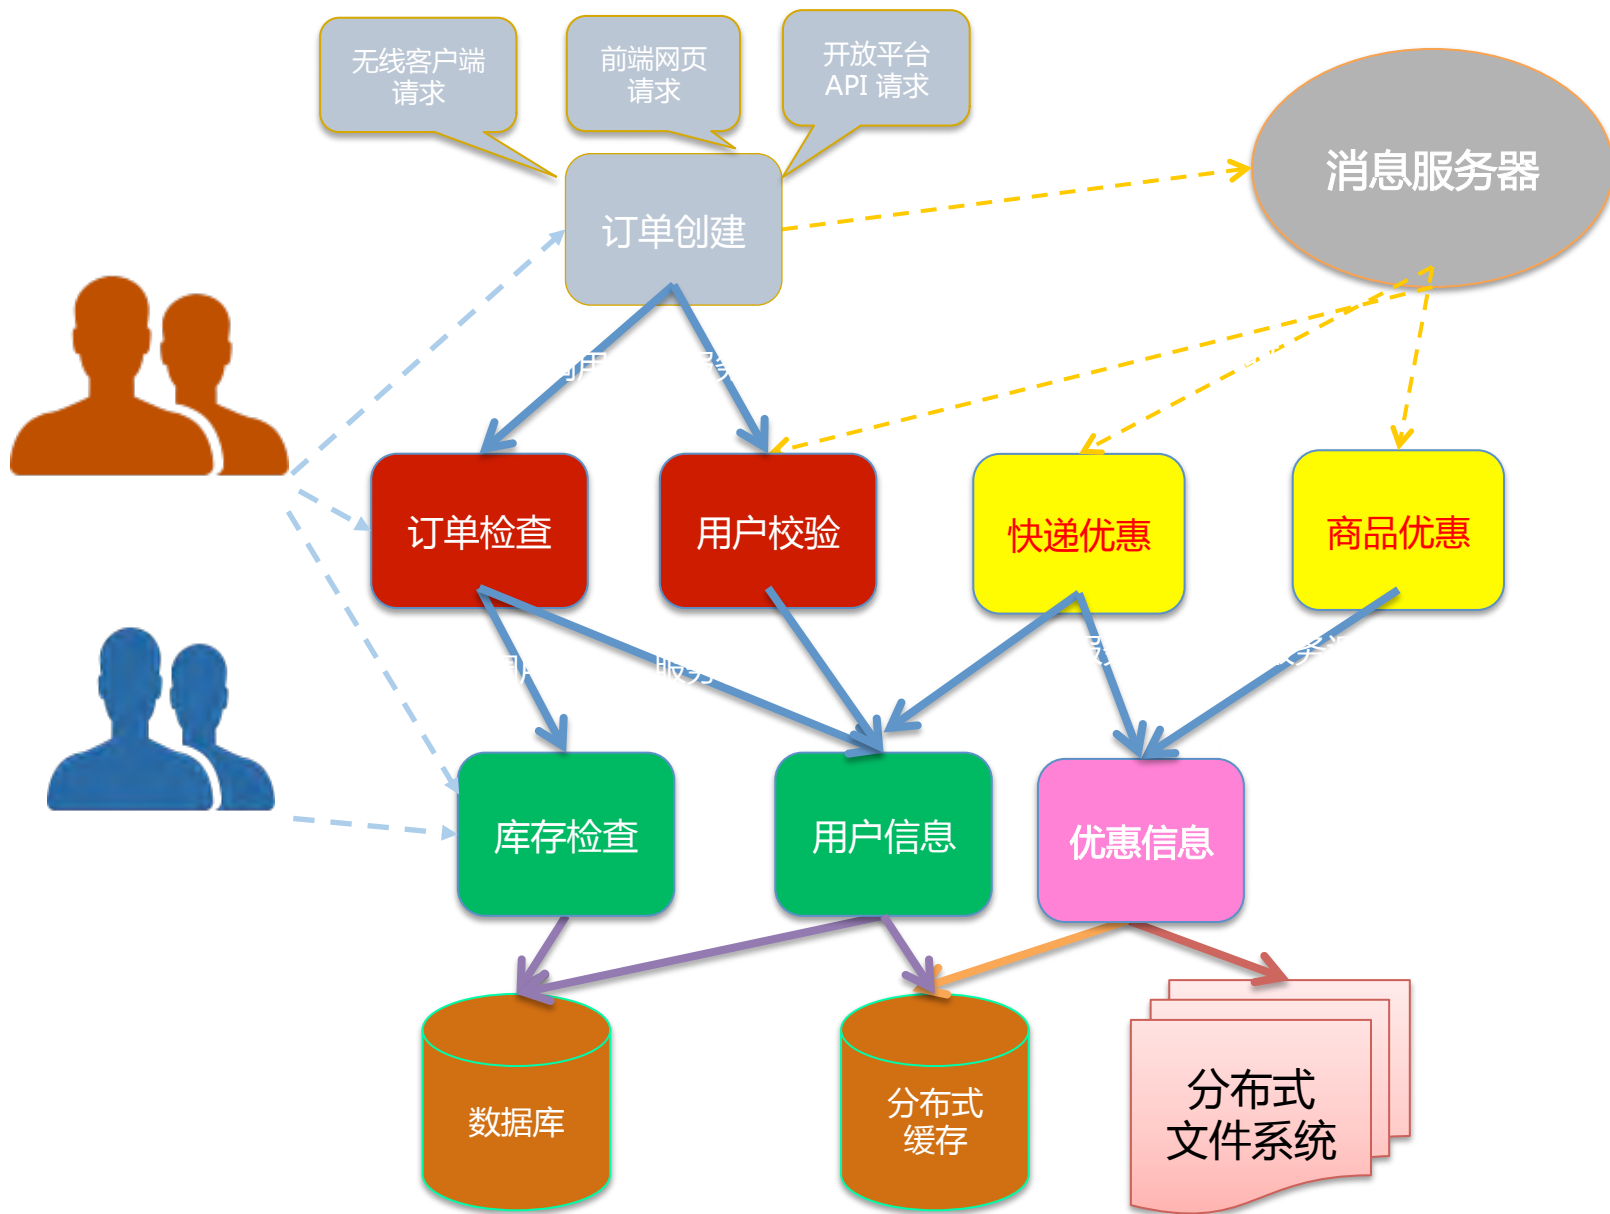 无线客户端
请求
前端网页
请求
开放平台
API 请求
消息服务器
订单创建
订单检查
用户校验
快递优惠
商品优惠
服务
库存检查
用户信息
优惠信息
数据库
分布式
缓存
分布式
文件系统